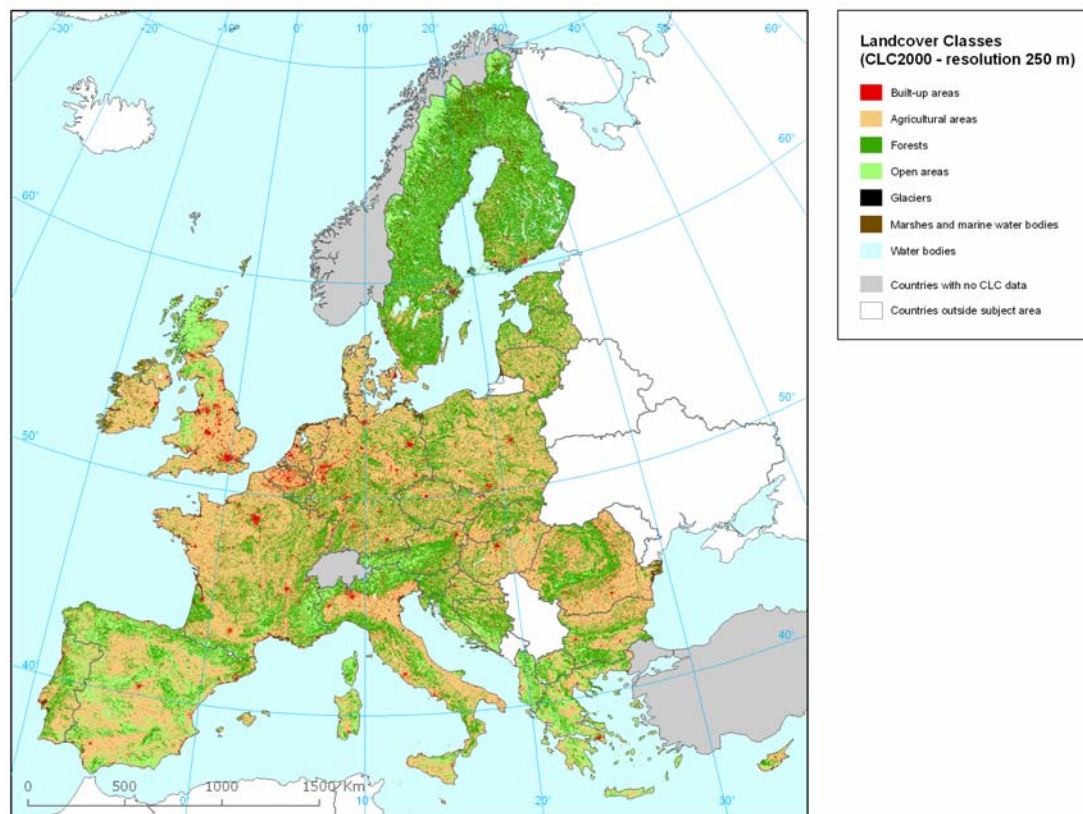 -30°
-20°
-10°
0°
10°
20°
30°
40°
50°
60°
60°
60°
50°
50°
40°
40°
0
500
1000
1500 Km
0°
10°
20°
30°
Landcover Classes
(CLC2000 - resolution 250 m)
Built-up areas
Agricultural areas
Forests
Open areas
Glaciers
Marshes and marine water bodies
Water bodies
Countries with no CLC data
Countries outside subject area